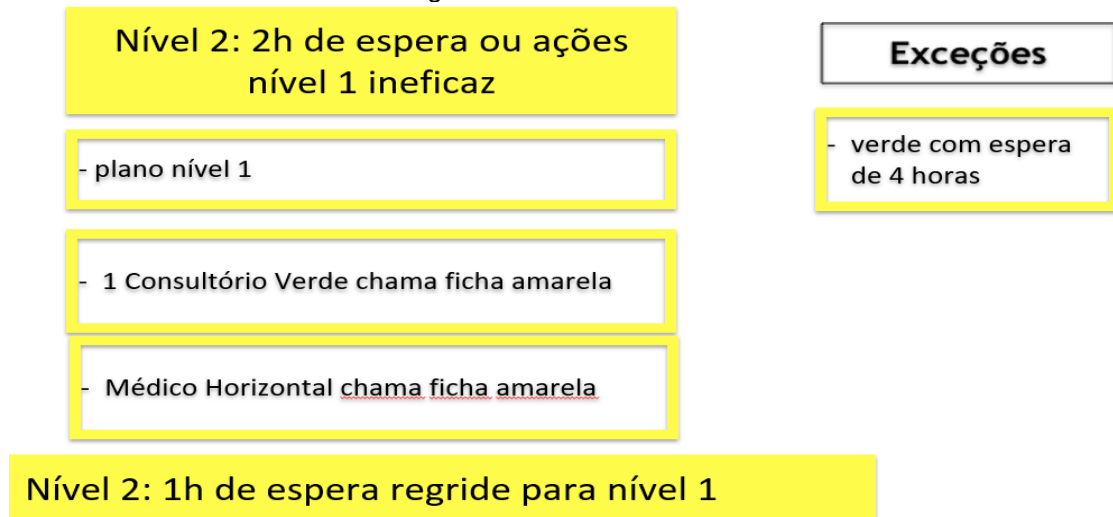 Nível 2: 2h de espera ou ações
nível 1 ineficaz
- plano nível 1
- 1 Consultório Verde chama ficha amarela
- Médico Horizontal chama ficha amarela
Nível 2: 1h de espera regride para nível 1
Exceções
- verde com espera
de 4 horas